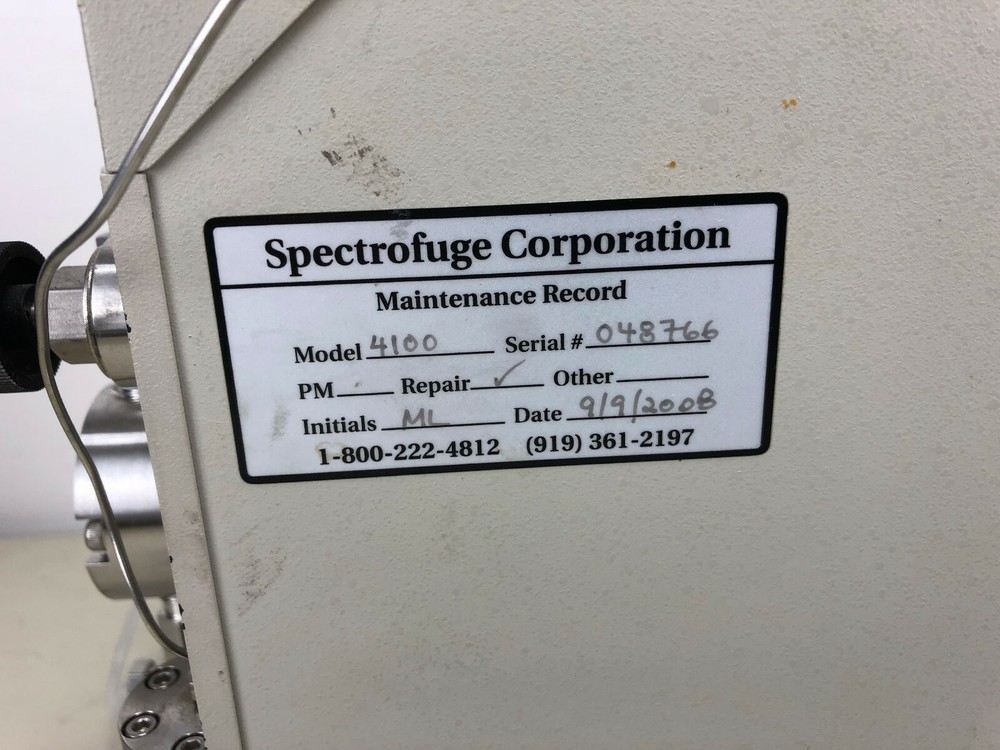 Spectrofuge Corporation
Maintenance Record
Model 4100 Serial # 048766
PM Repair ✓ Other
Initials ML Date 9/9/2008
1-800-222-4812 (919) 361-2197